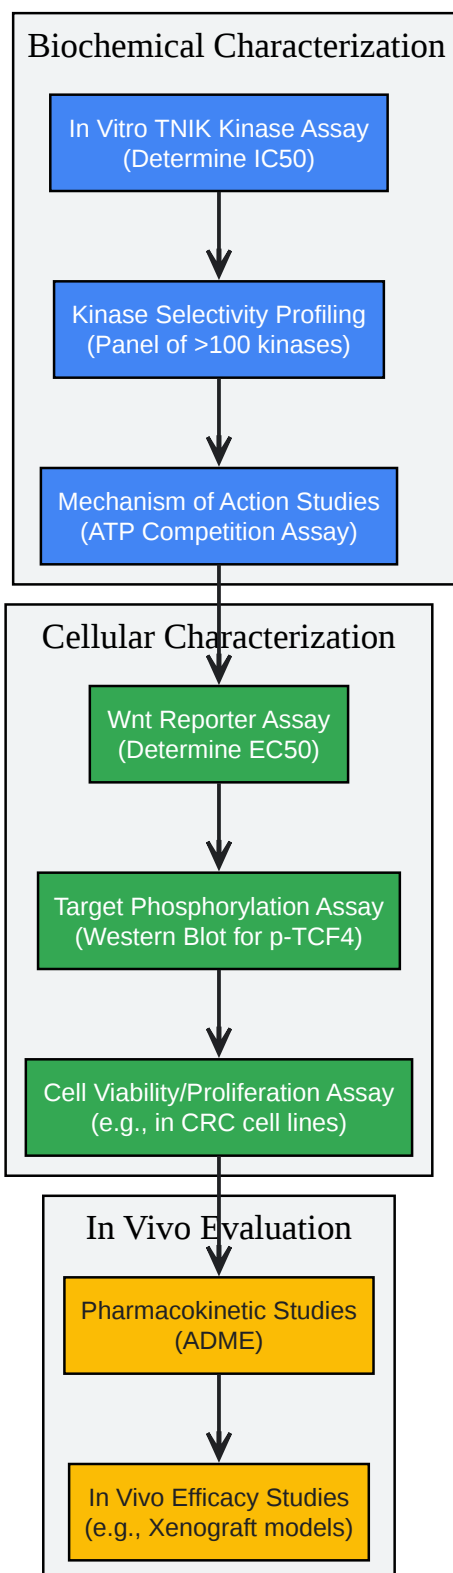 Biochemical Characterization
In Vitro TNIK Kinase Assay
(Determine IC50)
Kinase Selectivity Profiling
(Panel of >100 kinases)
Mechanism of Action Studies
(ATP Competition Assay)
Cellular Characterization
Wnt Reporter Assay
(Determine EC50)
Target Phosphorylation Assay
(Western Blot for p-TCF4)
Cell Viability/Proliferation Assay
(e.g., in CRC cell lines)
In Vivo Evaluation
Pharmacokinetic Studies
(ADME)
In Vivo Efficacy Studies
(e.g., Xenograft models)